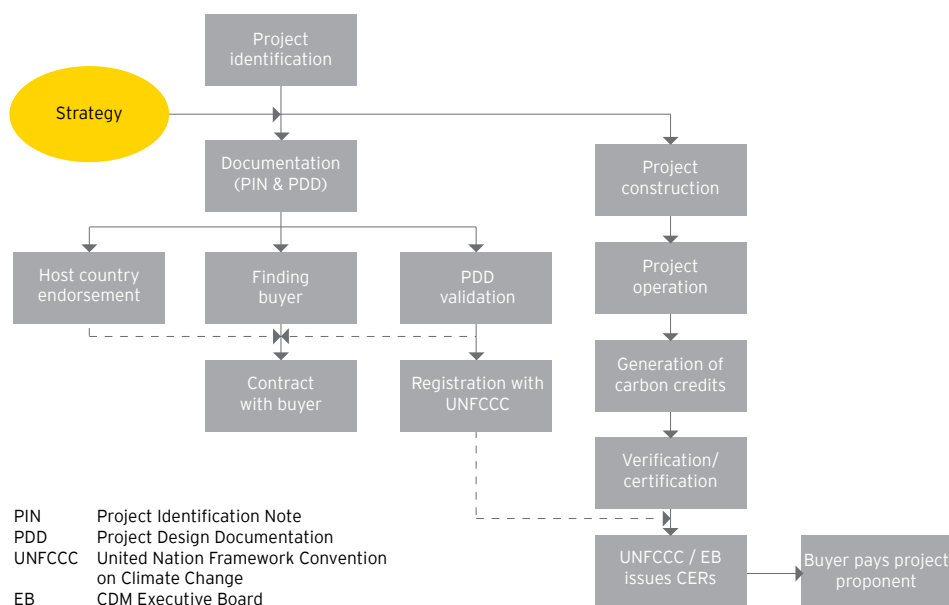 Project
identification
Strategy
Documentation
(PIN & PDD)
Project
construction
Host country
endorsement
Finding
buyer
PDD
validation
Project
operation
Contract
with buyer
Registration with
UNFCCC
Generation of
carbon credits
Verification/
certification
UNFCCC / EB
issues CERs
Buyer pays project
proponent
PIN Project Identification Note
PDD Project Design Documentation
UNFCCC United Nation Framework Convention
on Climate Change
EB CDM Executive Board